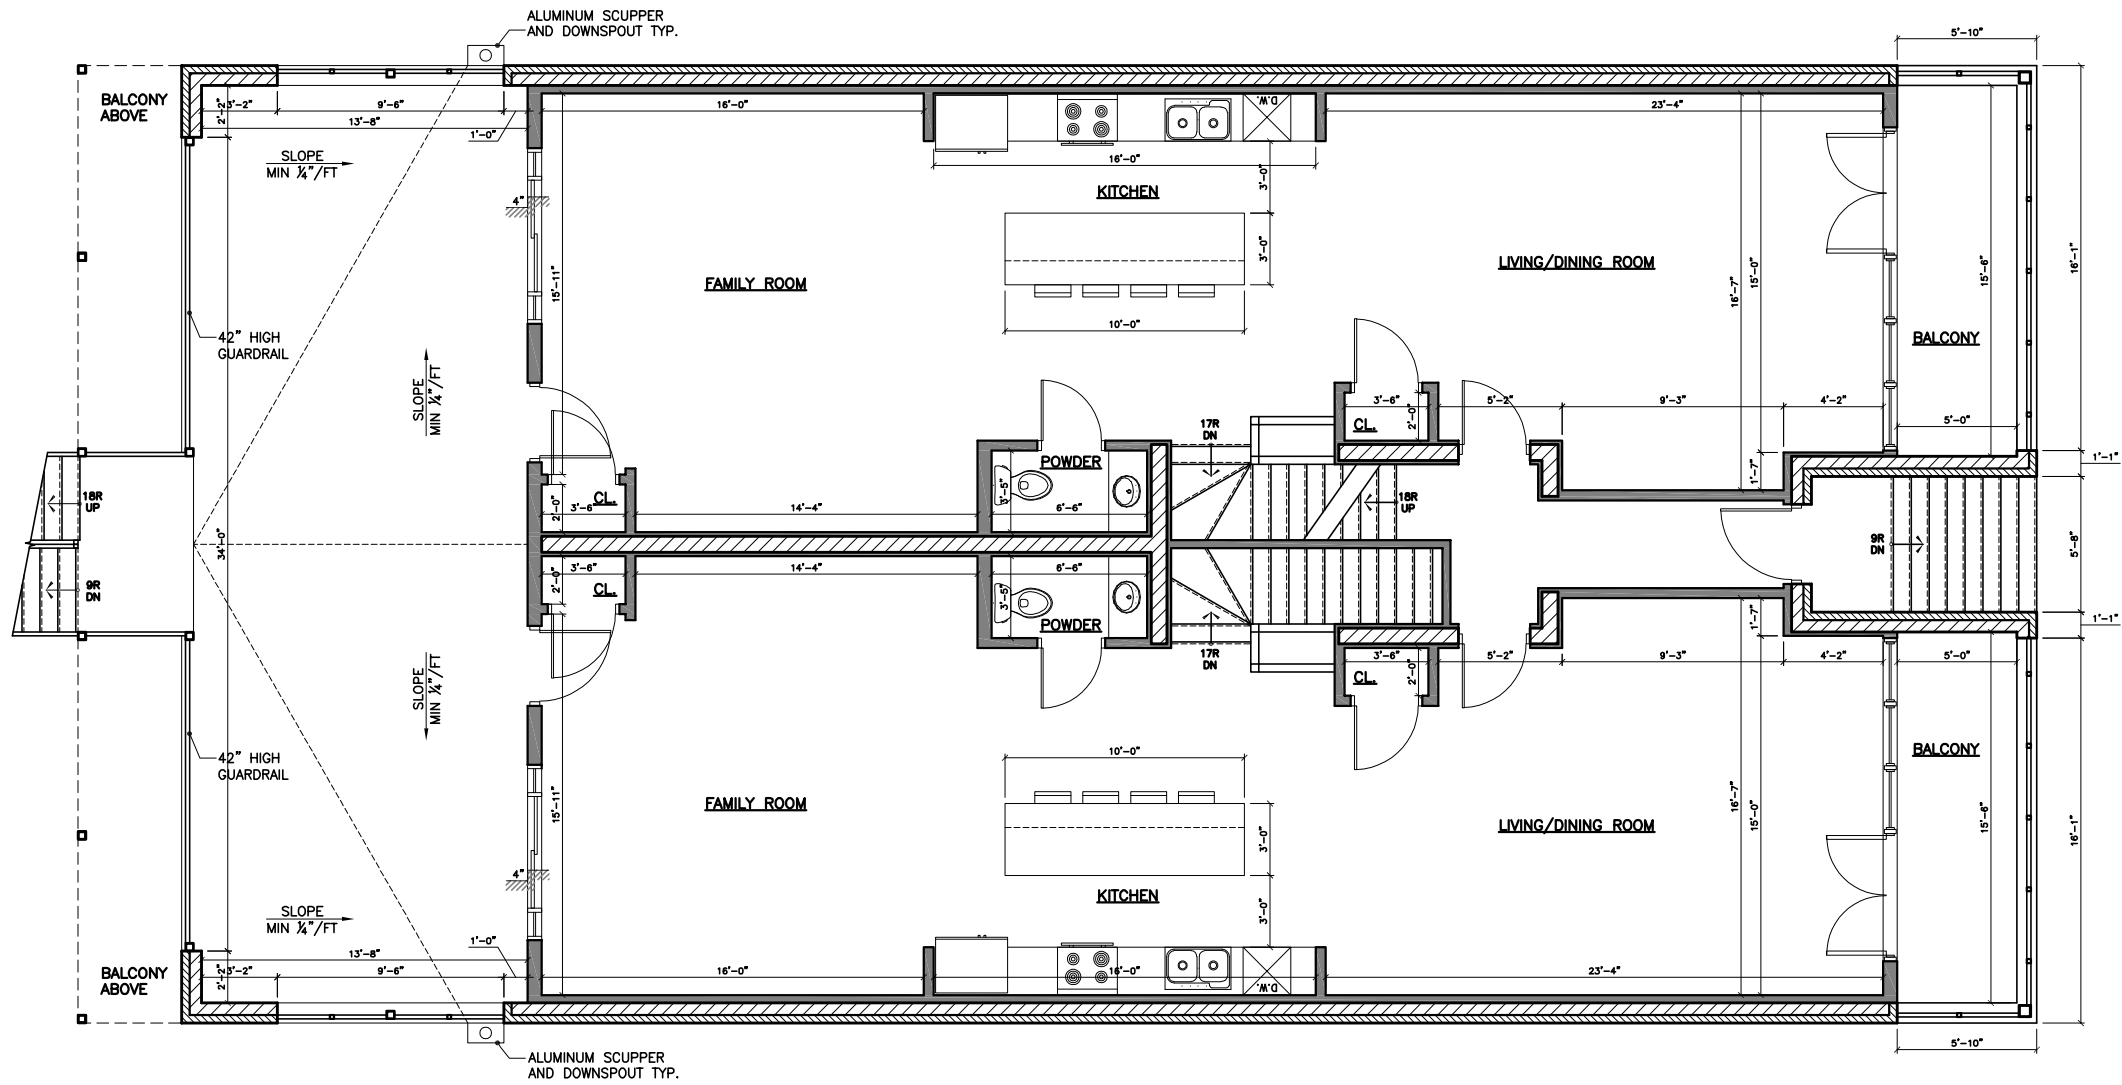 ALUMINUM SCUPPER
AND DOWNSPOUT TYP.
5'-10"
BALCONY
ABOVE
2'-2"
3'-2"
9'-6"
16'-0"
D.W.
23'-4"
13'-8"
1'-0"
SLOPE
MIN ¼"/FT
16'-0"
3'-0"
KITCHEN
4"
3'-0"
FAMILY ROOM
15'-11"
LIVING/DINING ROOM
16'-7"
15'-0"
15'-6"
16'-1"
10'-0"
42" HIGH
GUARDRAIL
BALCONY
SLOPE
MIN ¼"/FT
3'-6"
5'-2"
9'-3"
4'-2"
5'-0"
CL.
2'-0"
17R
DN
POWDER
3'-5"
1'-7"
1'-1"
18R
UP
CL.
2'-0"
3'-6"
14'-4"
6'-6"
18R
UP
34'-0"
9R
DN
5'-8"
3'-6"
14'-4"
6'-6"
2'-0"
CL.
3'-5"
9R
DN
POWDER
1'-7"
1'-1"
17R
DN
3'-6"
5'-2"
9'-3"
4'-2"
5'-0"
CL.
2'-0"
SLOPE
MIN ¼"/FT
42" HIGH
GUARDRAIL
10'-0"
BALCONY
FAMILY ROOM
15'-11"
LIVING/DINING ROOM
16'-7"
15'-0"
15'-6"
16'-1"
3'-0"
4"
KITCHEN
3'-0"
SLOPE
MIN ¼"/FT
1'-0"
13'-8"
BALCONY
ABOVE
2'-2"
3'-2"
9'-6"
16'-0"
16'-0"
D.W.
23'-4"
5'-10"
ALUMINUM SCUPPER
AND DOWNSPOUT TYP.